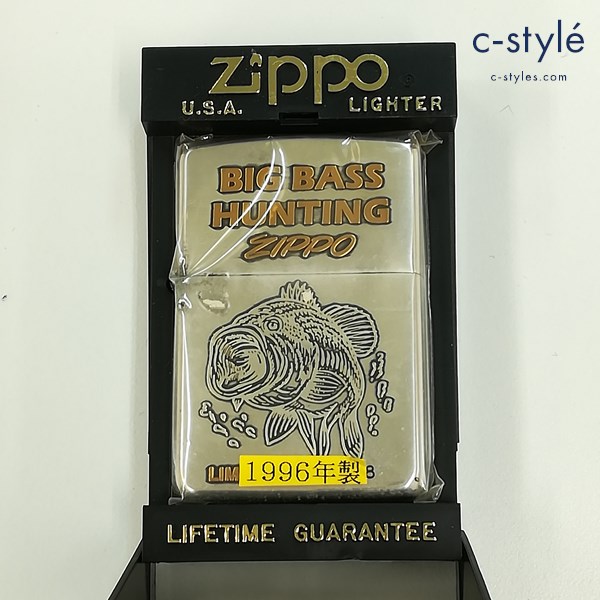 c-stylé
c-styles.com
Zippo
U.S.A. LIGHTER
BIG BASS
HUNTING
ZIPPO
1996年製
LIFETIME GUARANTEE